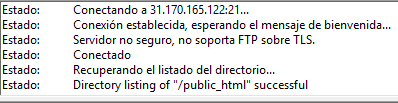 Estado: Conectando a 31.170.165.122:21...
Estado: Conexión establecida, esperando el mensaje de bienvenida...
Estado: Servidor no seguro, no soporta FTP sobre TLS.
Estado: Conectado
Estado: Recuperando el listado del directorio...
Estado: Directory listing of "/public_html" successful